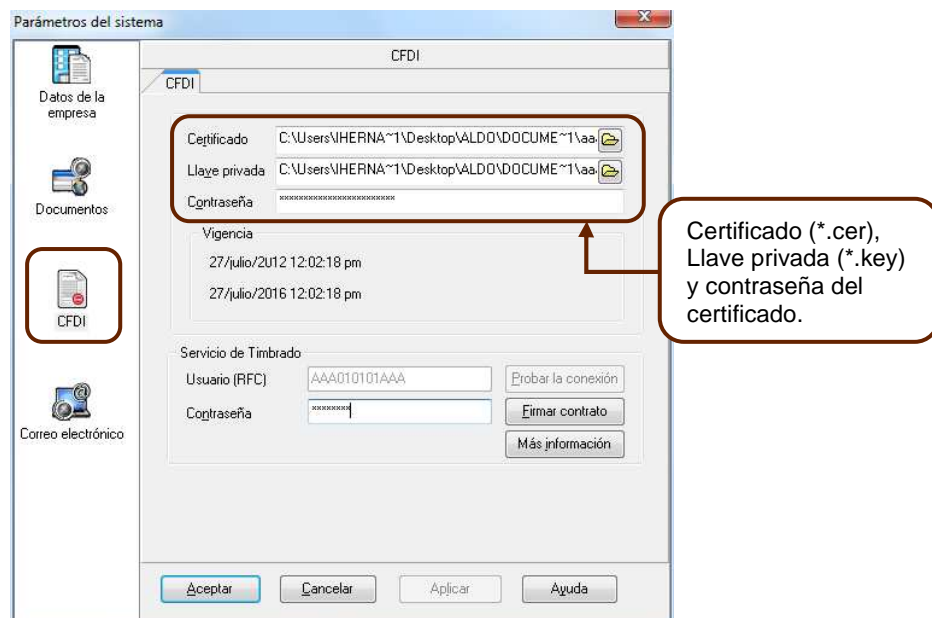 Parámetros del sistema
Datos de la
empresa
Documentos
CFDI
Correo electrónico
CFDI
CFDI
Certificado C:\Users\IHERNA~1\Desktop\ALDO\DOCUME~1\aa
Llave privada C:\Users\IHERNA~1\Desktop\ALDO\DOCUME~1\aa
Contraseña ************************
Vigencia
27/julio/2012 12:02:18 pm
27/julio/2016 12:02:18 pm
Servicio de Timbrado
Usuario (RFC) AAA010101AAA Probar la conexión
Contraseña ******** Firmar contrato
Más información
Aceptar Cancelar Aplicar Ayuda
Certificado (*.cer),
Llave privada (*.key)
y contraseña del
certificado.